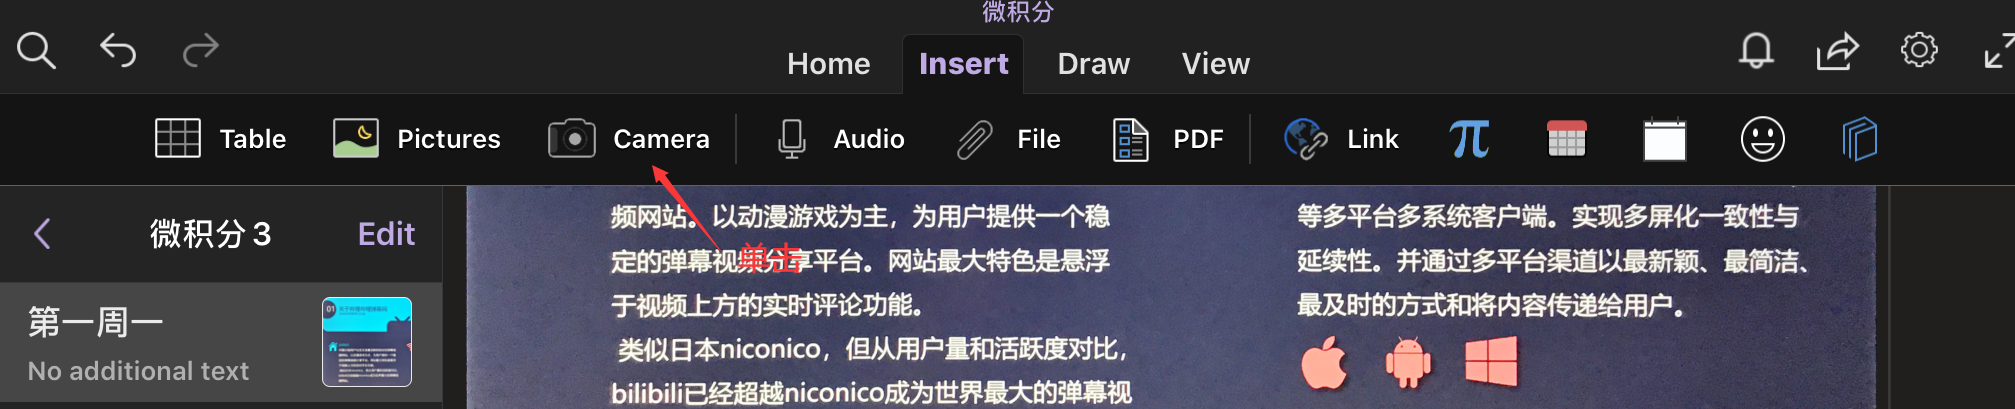 微积分
Home Insert Draw View
Table Pictures Camera Audio File PDF Link
微积分3 Edit
第一周一
No additional text
01
单击
频网站。以动漫游戏为主，为用户提供一个稳
定的弹幕视频分享平台。网站最大特色是悬浮
于视频上方的实时评论功能。
类似日本niconico，但从用户量和活跃度对比，
bilibili已经超越niconico成为世界最大的弹幕视
等多平台多系统客户端。实现多屏化一致性与
延续性。并通过多平台渠道以最新颖、最简洁、
最及时的方式和将内容传递给用户。